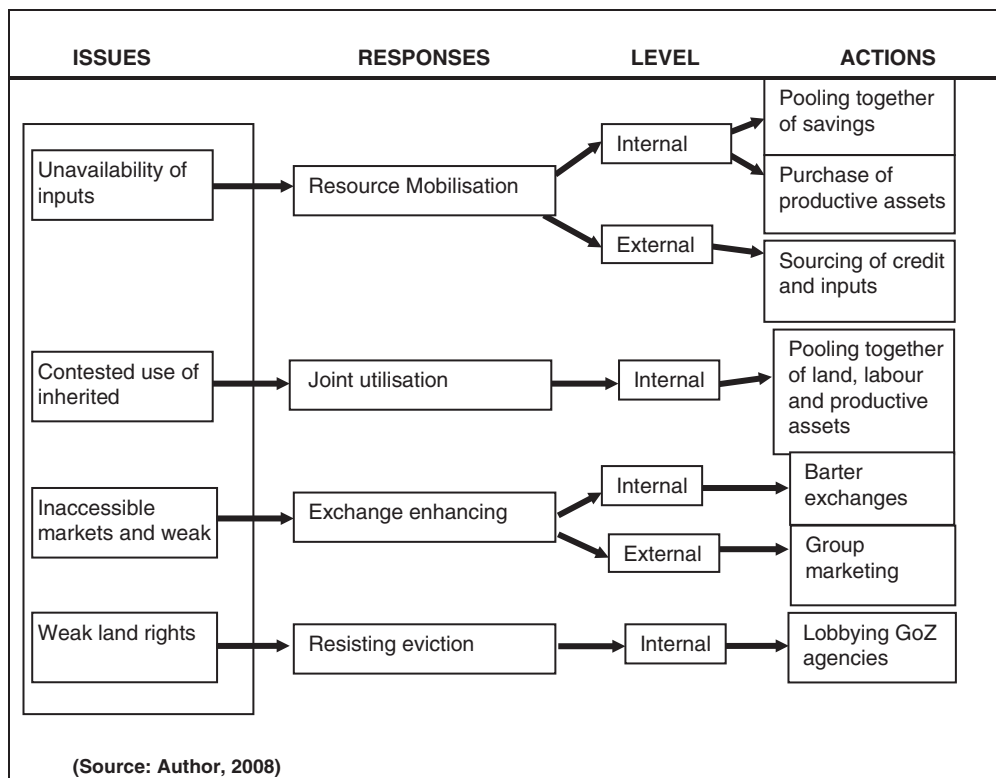 ISSUES RESPONSES LEVEL ACTIONS
Unavailability of
inputs
Resource Mobilisation
Internal
Pooling together
of savings
Purchase of
productive assets
External
Sourcing of credit
and inputs
Contested use of
inherited
Joint utilisation
Internal
Pooling together
of land, labour
and productive
assets
Inaccessible
markets and weak
Exchange enhancing
Internal
Barter
exchanges
External
Group
marketing
Weak land rights
Resisting eviction
Internal
Lobbying GoZ
agencies
(Source: Author, 2008)